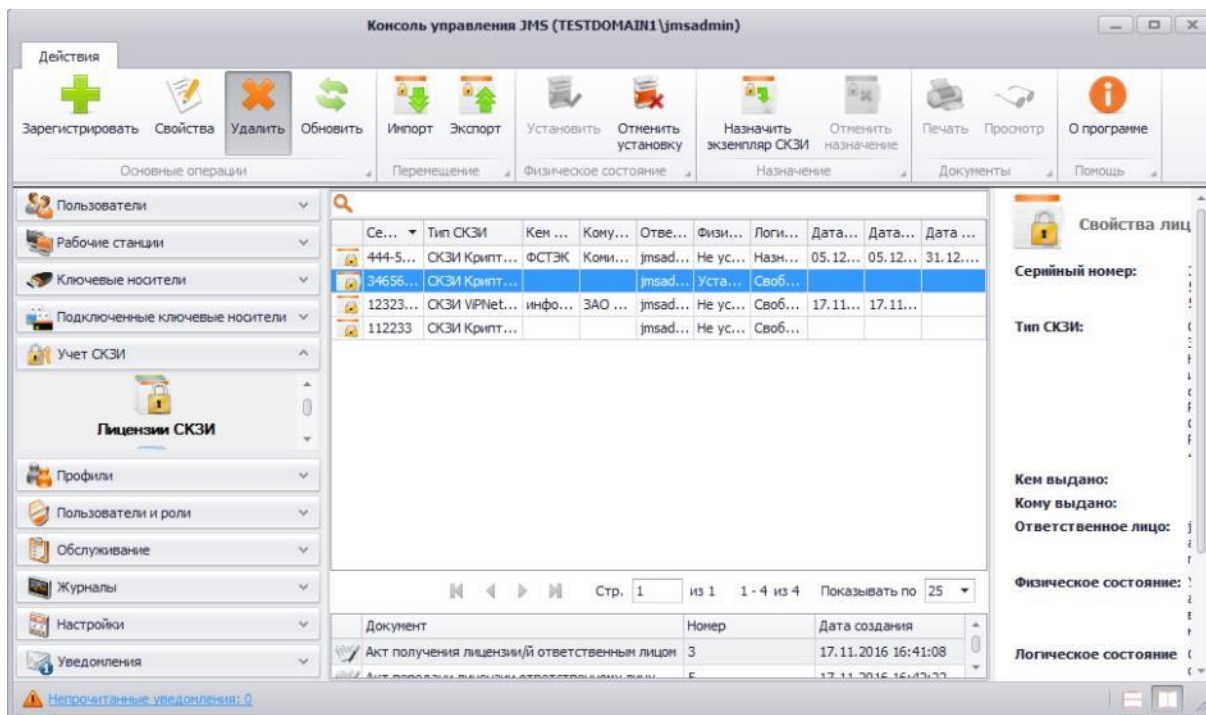 Консоль управления JMS (TESTDOMAIN1\jmsadmin)
Действия
Зарегистрировать Свойства Удалить Обновить Импорт Экспорт Установить Отменить установку Назначить экземпляр СКЗИ Отменить назначение Печать Просмотр О программе
Основные операции Перемещение Физическое состояние Назначение Документы Помощь
Пользователи
Рабочие станции
Ключевые носители
Подключенные ключевые носители
Учет СКЗИ
Лицензии СКЗИ
Профили
Пользователи и роли
Обслуживание
Журналы
Настройки
Уведомления
Се... Тип СКЗИ Кем ... Кому... Отве... Физи... Логи... Дата... Дата... Дата ...
444-5... СКЗИ Крипт... ФСТЭК Коми... jmsad... Не ус... Назн... 05.12... 05.12... 31.12....
34656... СКЗИ Крипт... jmsad... Уста... Своб...
12323... СКЗИ ViPNet... инфо... ЗАО ... jmsad... Не ус... Своб... 17.11... 17.11...
112233 СКЗИ Крипт... jmsad... Не ус... Своб...
Стр. 1 из 1 1 - 4 из 4 Показывать по 25
Документ Номер Дата создания
Акт получения лицензии/й ответственным лицом 3 17.11.2016 16:41:08
Свойства лиц
Серийный номер:
Тип СКЗИ:
Кем выдано:
Кому выдано:
Ответственное лицо:
Физическое состояние:
Логическое состояние
Непрочитанные уведомления: 0